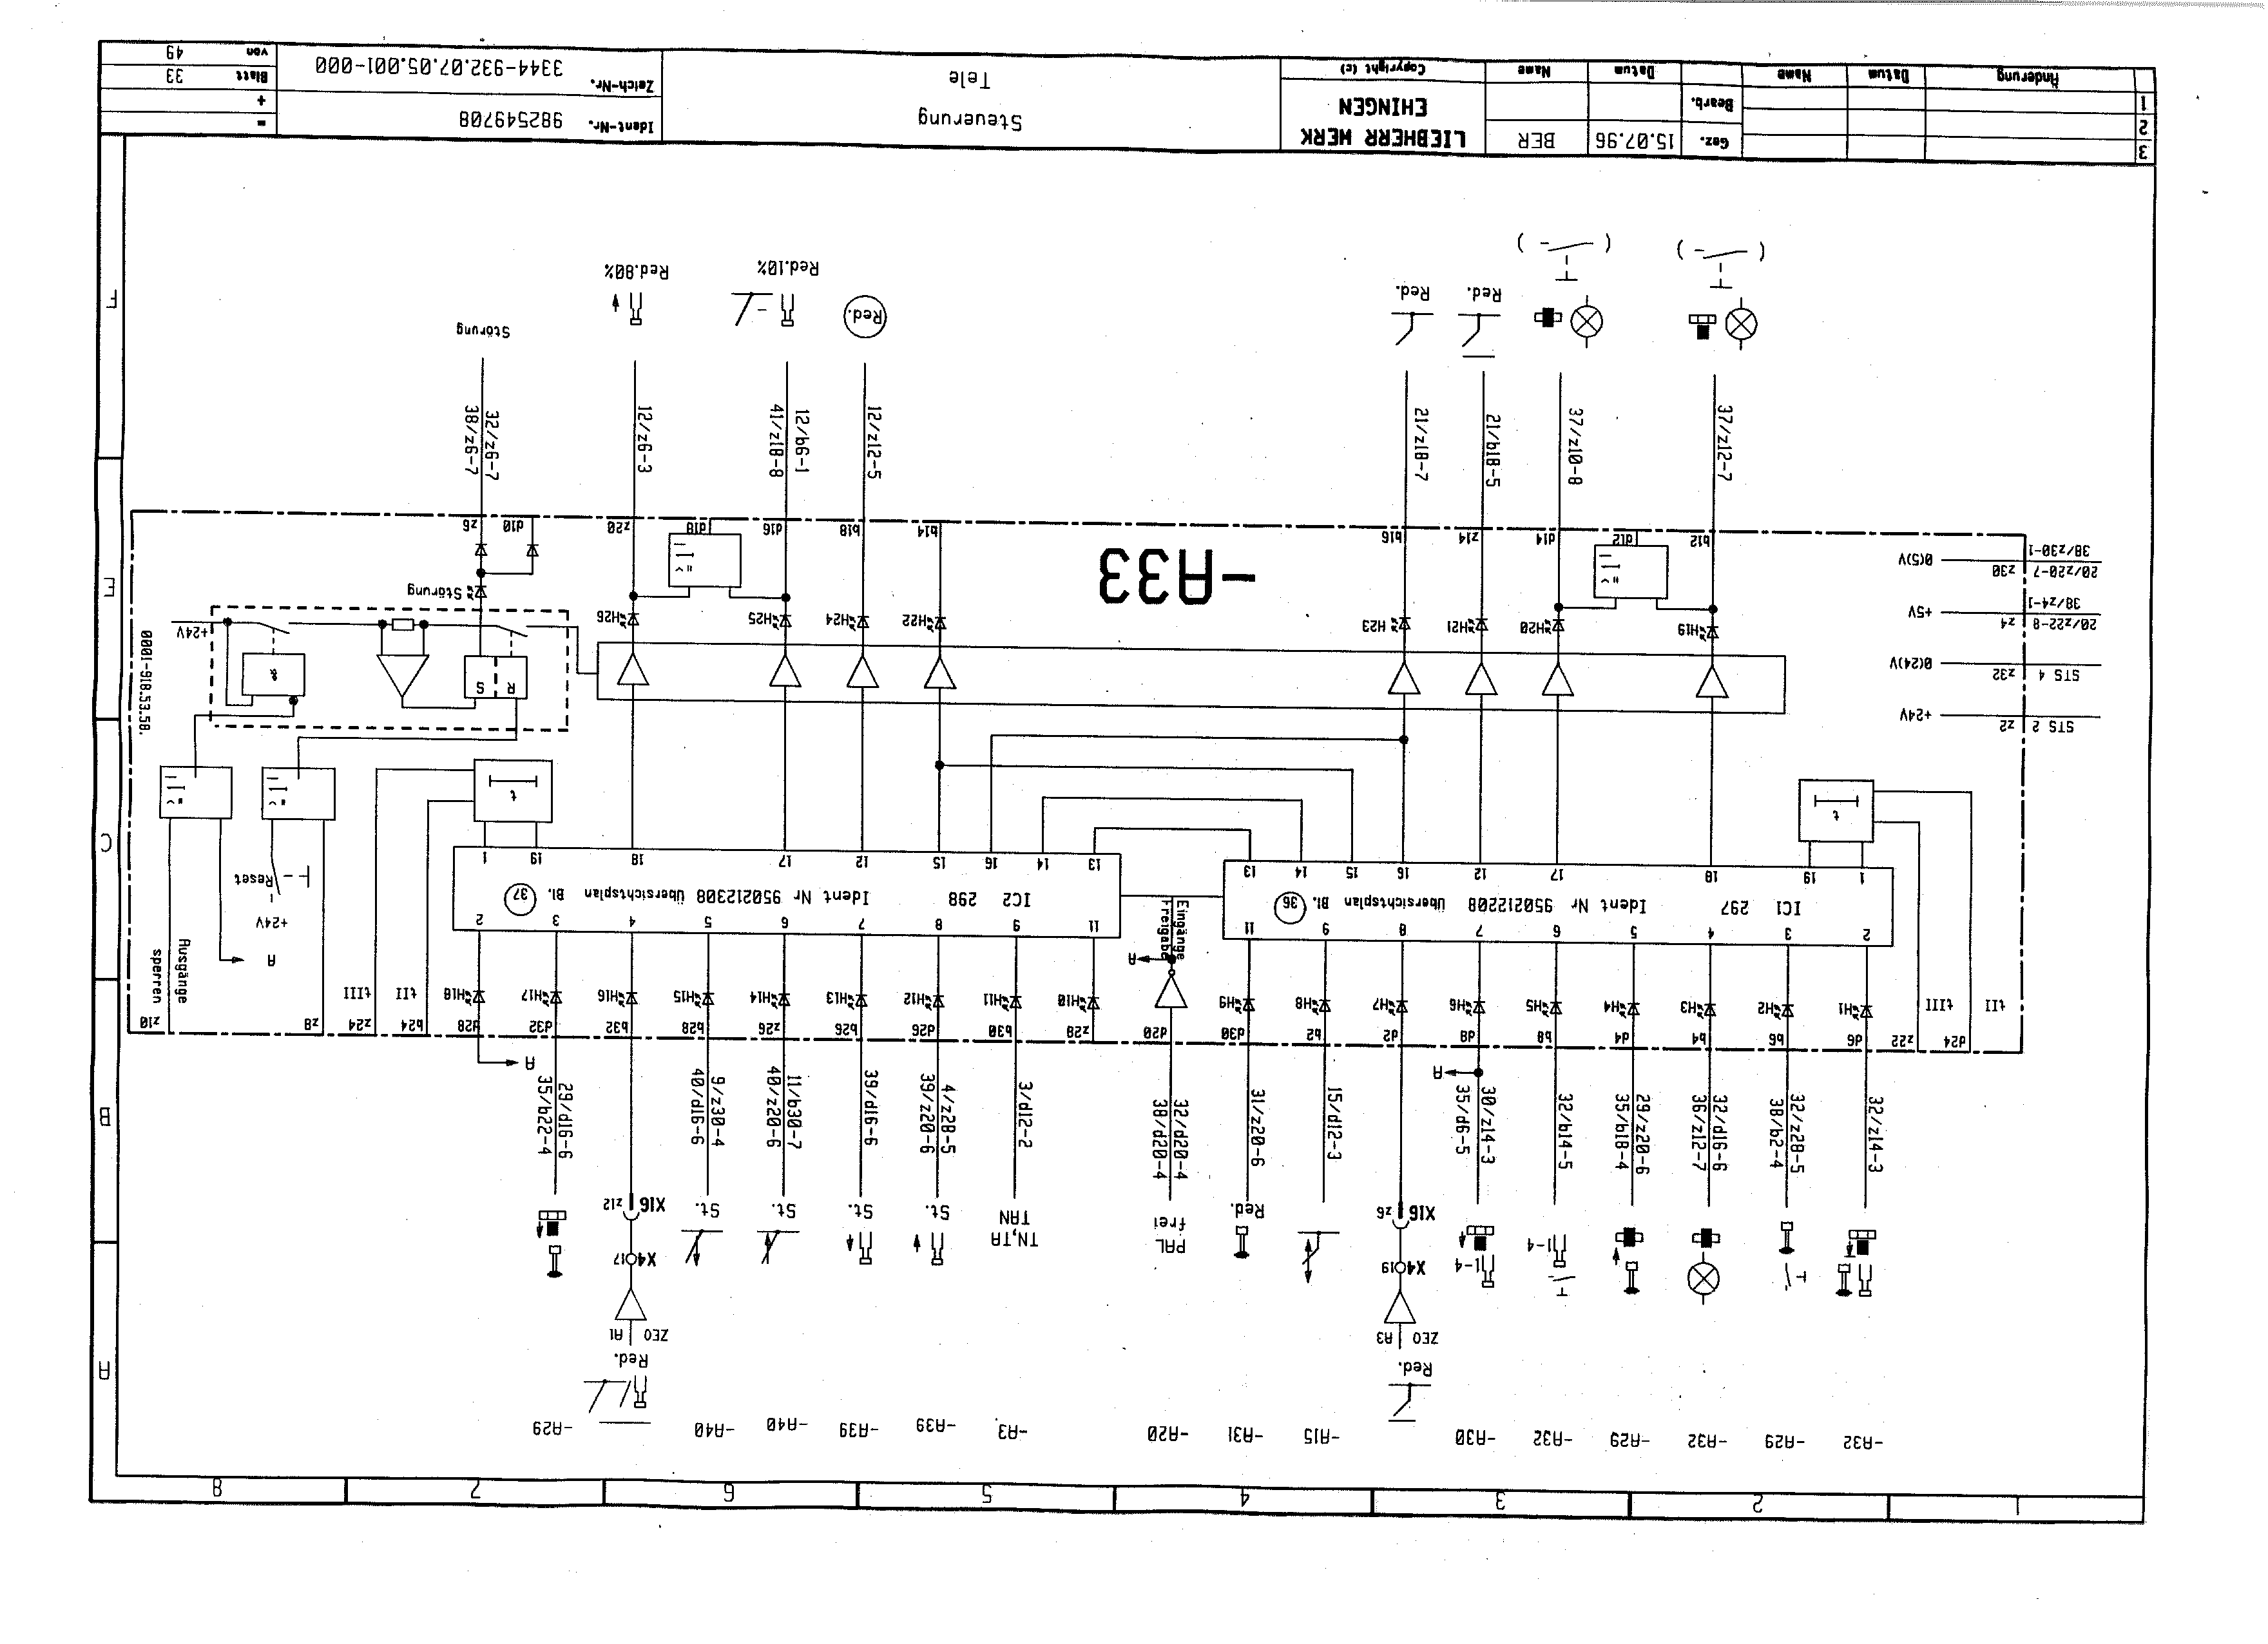 1 2 3 4 5 6 7 8
-A32 -A29 -A32 -A29 -A32 -A30 -A15 -A31 -A20 -A3 -A39 -A39 -A40 -A40 -A29
A
Red. Red.
ZEO A3 ZEO A1
1-4 1-4 X4 19 X4 17
PAL frei TN,TA TAN
Red. St. St. St. St.
X16 z6 X16 z12
32/z14-3
32/z28-5
38/b2-4
32/d16-6
36/z12-7
29/z20-6
35/b18-4
32/b14-5
30/z14-3
35/d6-5
15/d12-3
31/z20-6
32/d20-4
38/d20-4
3/d12-2
4/z28-5
39/z20-6
39/d16-6
11/b30-7
40/z20-6
9/z30-4
40/d16-6
29/d16-6
35/b22-4
B
A A
d24 z22 d6 b6 b4 d4 b8 d8 d2 b2 d30 d20 z28 b30 d26 b26 z26 b28 b32 d32 d28 b24 z24 z8 z10
tII tIII H1 H2 H3 H4 H5 H6 H7 H8 H9 H10 H11 H12 H13 H14 H15 H16 H17 H18 tII tIII
Ausgänge
speren
A A
Eingänge
Freigabe
+24V
Reset
2 3 4 5 6 7 8 9 11
IC1 297 Ident Nr 950212208 Übersichtsplan Bl. 36
1 19 18 17 12 16 15 14 13
11 9 8 7 6 5 4 3 2
IC2 298 Ident Nr 950212308 Übersichtsplan Bl. 37
13 14 16 15 12 17 18 19 1
C
t t
STS 2 z2 +24V
STS 4 z32 0(24)V
20/z22-8 z4 +5V
38/z4-1
20/z20-7 z30 0(5)V
38/z30-1
R S & +24V
0001-918.53.58.
H19 H20 H21 H23 H22 H24 H25 H26 Störung
-A33
E
b12 d12 d14 z14 b16 b14 b18 d16 d18 z20 d10 z6
37/z12-7
37/z10-8
21/b18-5
21/z18-7
12/z12-5
12/b6-1
41/z18-8
12/z6-3
32/z6-7
38/z6-7
Störung
Red. Red. Red.
Red.10% Red.80%
F
3
2
1
Änderung Datum Name
Gez. 15.07.96 BER
Bearb.
Datum Name
LIEBHERR WERK
EHINGEN
Copyright (c)
Steuerung
Tele
Ident-Nr. 982549708
Zeich-Nr. 3344-932.07.05.001-000
=
+
Blatt 33
von 49